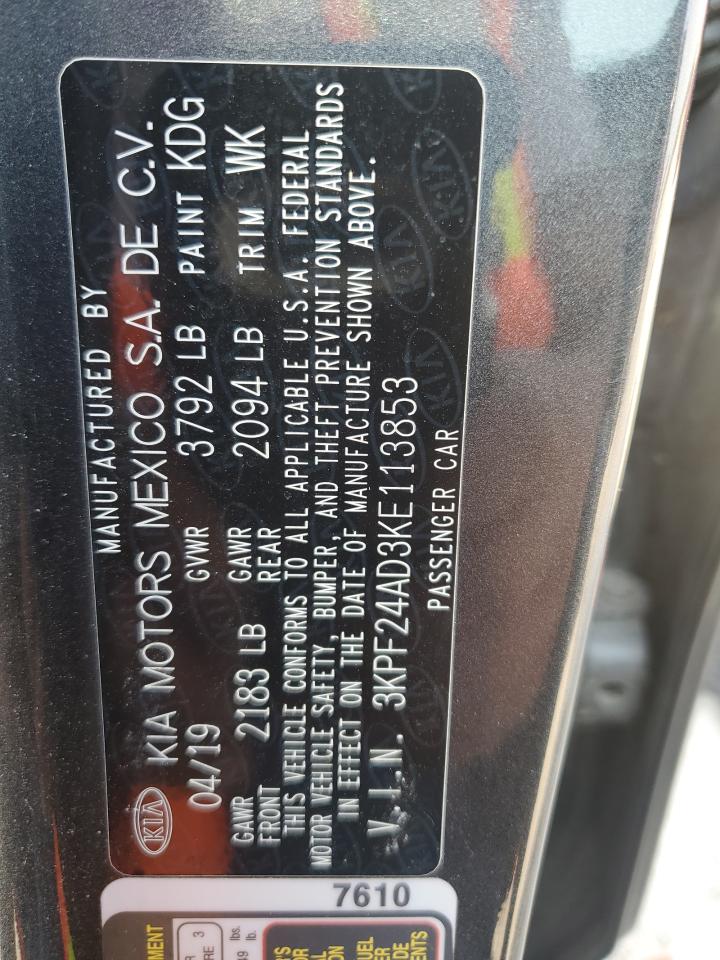 MANUFACTURED BY
KIA KIA MOTORS MEXICO S.A. DE C.V.
04/19 GVWR 3792 LB PAINT KDG
GAWR FRONT 2183 LB GAWR REAR 2094 LB TRIM WK
THIS VEHICLE CONFORMS TO ALL APPLICABLE U.S.A. FEDERAL
MOTOR VEHICLE SAFETY, BUMPER, AND THEFT PREVENTION STANDARDS
IN EFFECT ON THE DATE OF MANUFACTURE SHOWN ABOVE.
V.I.N. 3KPF24AD3KE113853
PASSENGER CAR
7610